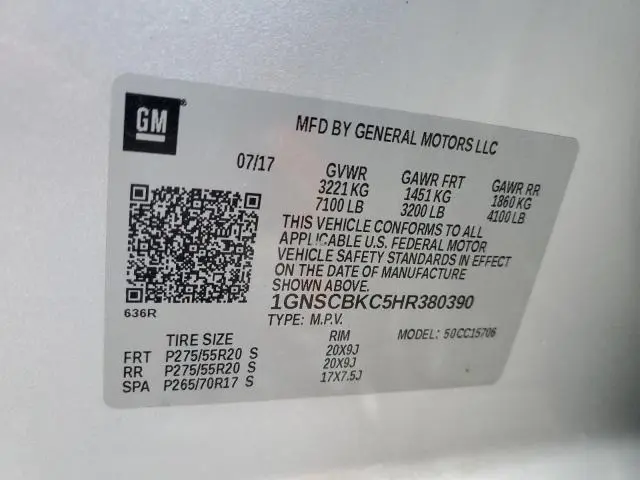 GM
®
MFD BY GENERAL MOTORS LLC
07/17
GVWR GAWR FRT GAWR RR
3221 KG 1451 KG 1860 KG
7100 LB 3200 LB 4100 LB
THIS VEHICLE CONFORMS TO ALL
APPLICABLE U.S. FEDERAL MOTOR
VEHICLE SAFETY STANDARDS IN EFFECT
ON THE DATE OF MANUFACTURE
SHOWN ABOVE.
1GNSCBKC5HR380390
636R
TYPE: M.P.V. MODEL: 50CC15706
TIRE SIZE RIM
FRT P275/55R20 S 20X9J
RR P275/55R20 S 20X9J
SPA P265/70R17 S 17X7.5J